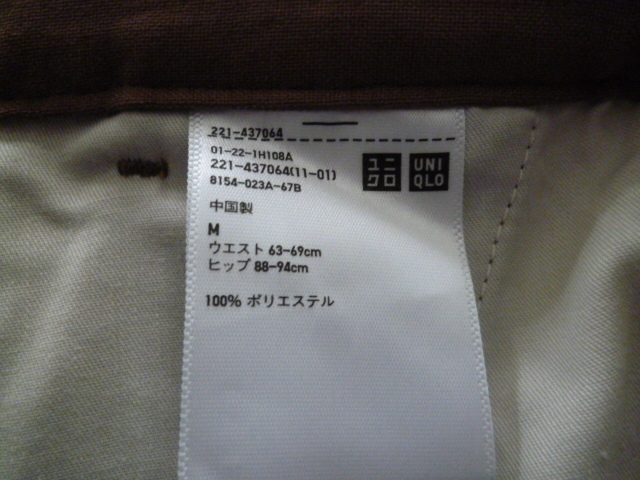 221-437064
01-22-1H108A
221-437064(11-01)
8154-023A-67B
ユニ
クロ
UNI
QLO
中国製
M
ウエスト 63-69cm
ヒップ 88-94cm
100% ポリエステル